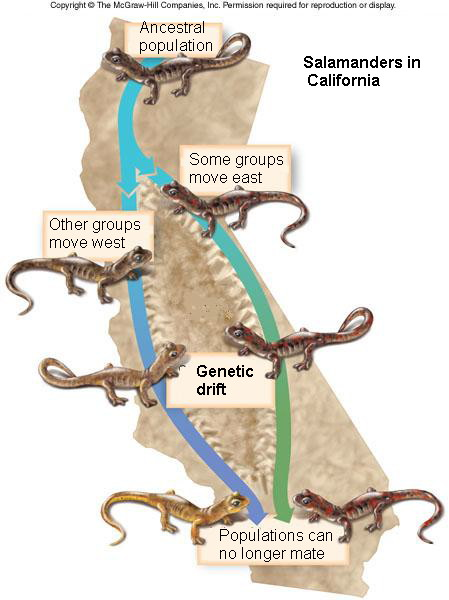 Copyright © The McGraw-Hill Companies, Inc. Permission required for reproduction or display.
Ancestral
population
Salamanders in
California
Some groups
move east
Other groups
move west
Genetic
drift
Populations can
no longer mate